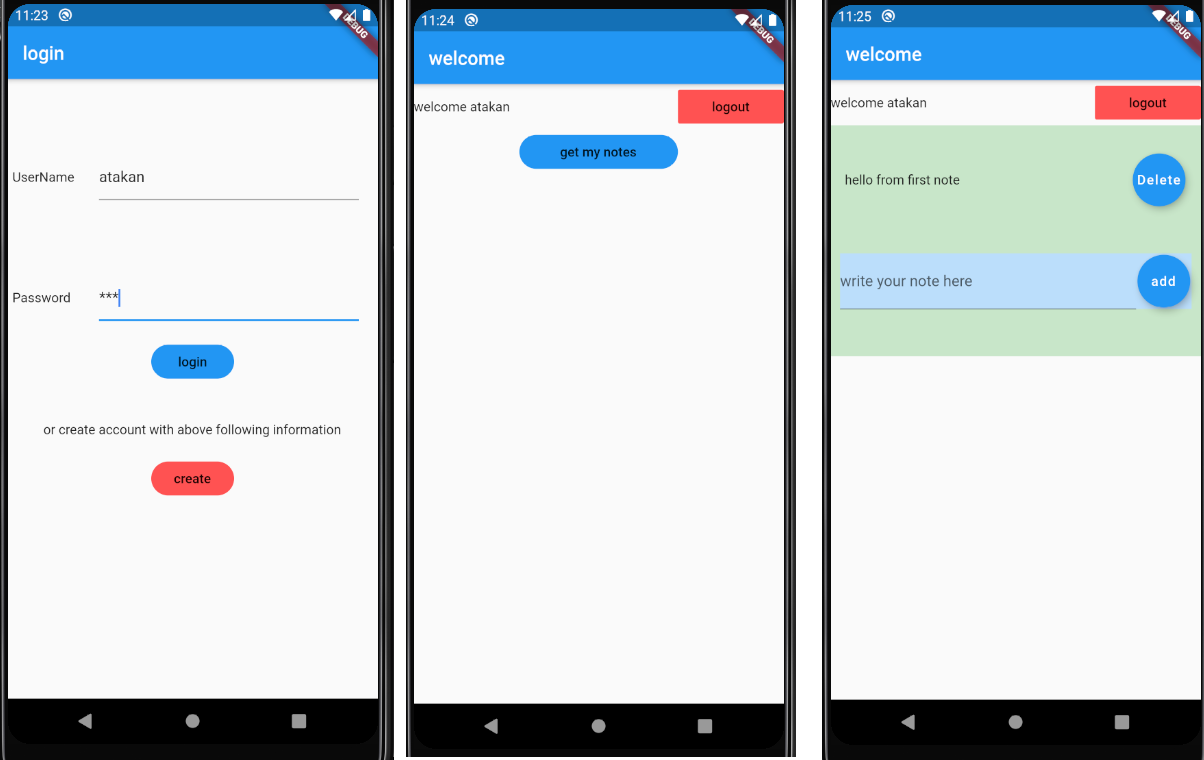 11:23
DEBUG
login
UserName atakan
Password ***
login
or create account with above following information
create
11:24
DEBUG
welcome
welcome atakan logout
get my notes
11:25
DEBUG
welcome
welcome atakan logout
hello from first note Delete
write your note here add